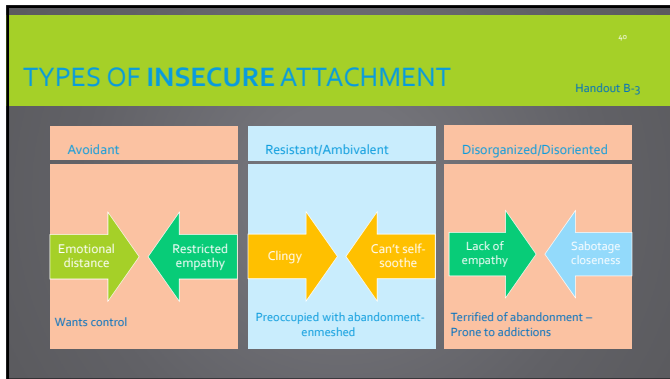 40
TYPES OF INSECURE ATTACHMENT
Handout B-3
Avoidant
Emotional
distance
Restricted
empathy
Wants control
Resistant/Ambivalent
Clingy
Can't self-
soothe
Preoccupied with abandonment-
enmeshed
Disorganized/Disoriented
Lack of
empathy
Sabotage
closeness
Terrified of abandonment –
Prone to addictions